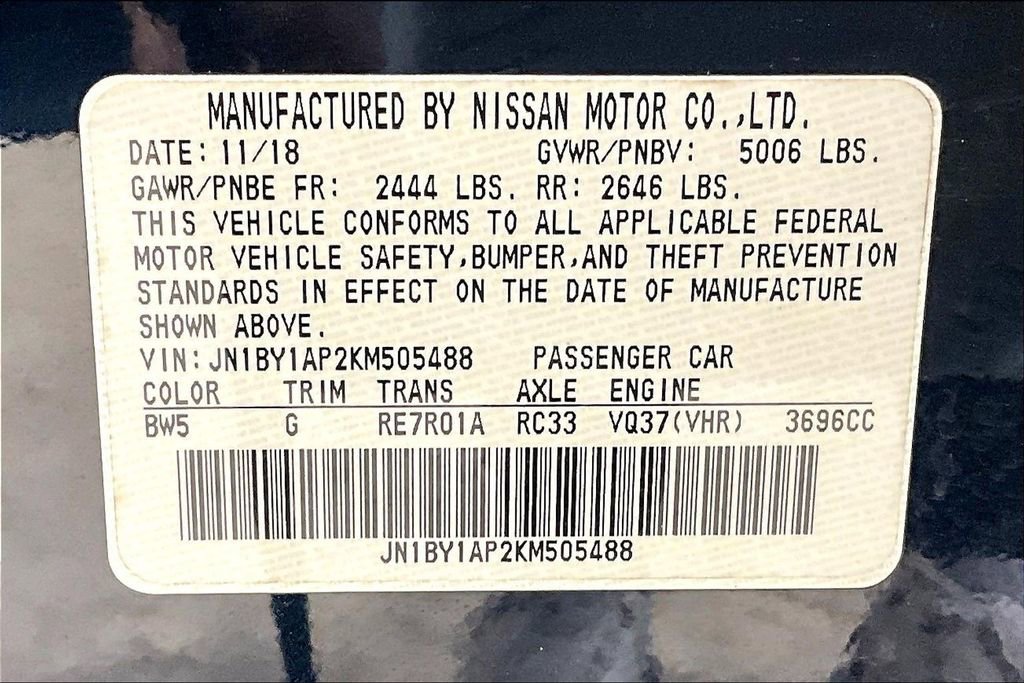 MANUFACTURED BY NISSAN MOTOR CO.,LTD.
DATE: 11/18 GVWR/PNBV: 5006 LBS.
GAWR/PNBE FR: 2444 LBS. RR: 2646 LBS.
THIS VEHICLE CONFORMS TO ALL APPLICABLE FEDERAL
MOTOR VEHICLE SAFETY,BUMPER,AND THEFT PREVENTION
STANDARDS IN EFFECT ON THE DATE OF MANUFACTURE
SHOWN ABOVE.
VIN: JN1BY1AP2KM505488 PASSENGER CAR
COLOR TRIM TRANS AXLE ENGINE
BW5 G RE7R01A RC33 VQ37(VHR) 3696CC
JN1BY1AP2KM505488